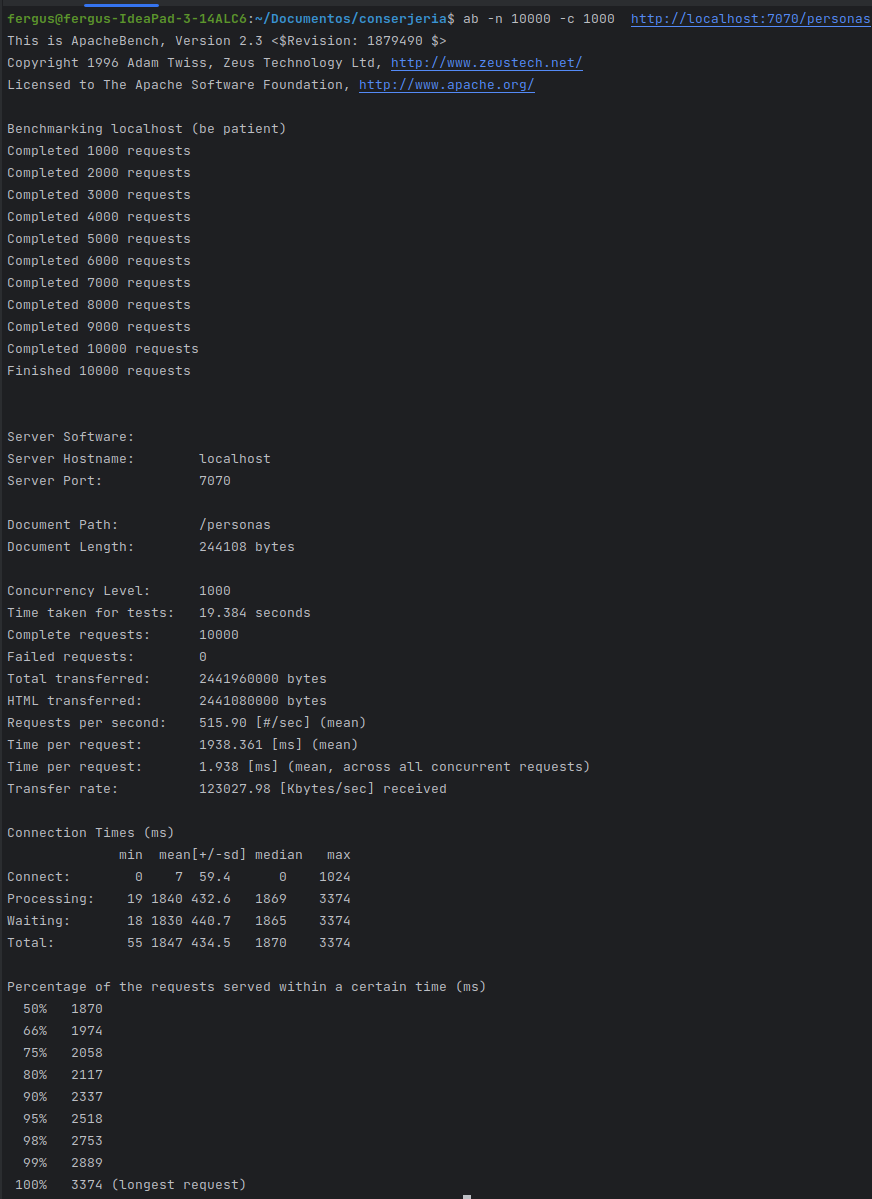 fergus@fergus-IdeaPad-3-14ALC6:~/Documentos/conserjeria$ ab -n 10000 -c 1000  http://localhost:7070/personas
This is ApacheBench, Version 2.3 <$Revision: 1879490 $>
Copyright 1996 Adam Twiss, Zeus Technology Ltd, http://www.zeustech.net/
Licensed to The Apache Software Foundation, http://www.apache.org/

Benchmarking localhost (be patient)
Completed 1000 requests
Completed 2000 requests
Completed 3000 requests
Completed 4000 requests
Completed 5000 requests
Completed 6000 requests
Completed 7000 requests
Completed 8000 requests
Completed 9000 requests
Completed 10000 requests
Finished 10000 requests


Server Software:
Server Hostname:        localhost
Server Port:            7070

Document Path:          /personas
Document Length:        244108 bytes

Concurrency Level:      1000
Time taken for tests:   19.384 seconds
Complete requests:      10000
Failed requests:        0
Total transferred:      2441960000 bytes
HTML transferred:       2441080000 bytes
Requests per second:    515.90 [#/sec] (mean)
Time per request:       1938.361 [ms] (mean)
Time per request:       1.938 [ms] (mean, across all concurrent requests)
Transfer rate:          123027.98 [Kbytes/sec] received

Connection Times (ms)
              min  mean[+/-sd] median   max
Connect:        0    7  59.4      0    1024
Processing:    19 1840 432.6   1869    3374
Waiting:       18 1830 440.7   1865    3374
Total:         55 1847 434.5   1870    3374

Percentage of the requests served within a certain time (ms)
  50%   1870
  66%   1974
  75%   2058
  80%   2117
  90%   2337
  95%   2518
  98%   2753
  99%   2889
 100%   3374 (longest request)